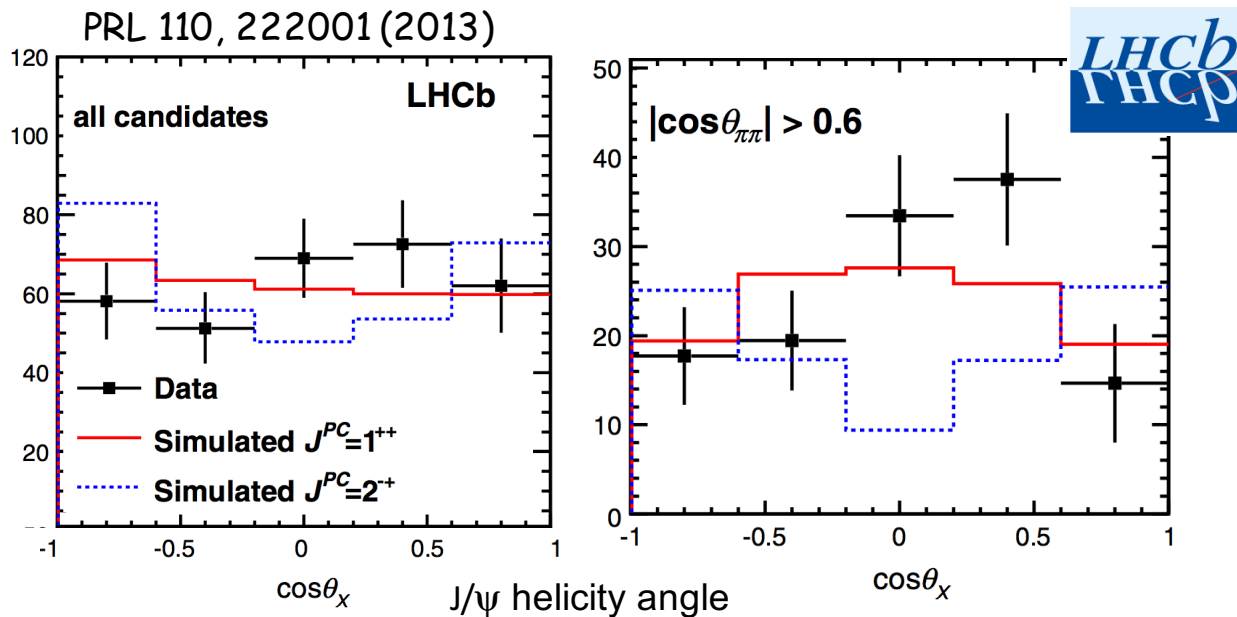 PRL 110, 222001 (2013)
120
100
80
60
40
20
-1
-0.5
0
0.5
1
all candidates
LHCb
Data
Simulated J^PC=1^++
Simulated J^PC=2^-+
cosθ_X
50
40
30
20
10
0
-1
-0.5
0
0.5
1
|cosθ_ππ| > 0.6
cosθ_X
LHCb
LHCp
J/ψ helicity angle